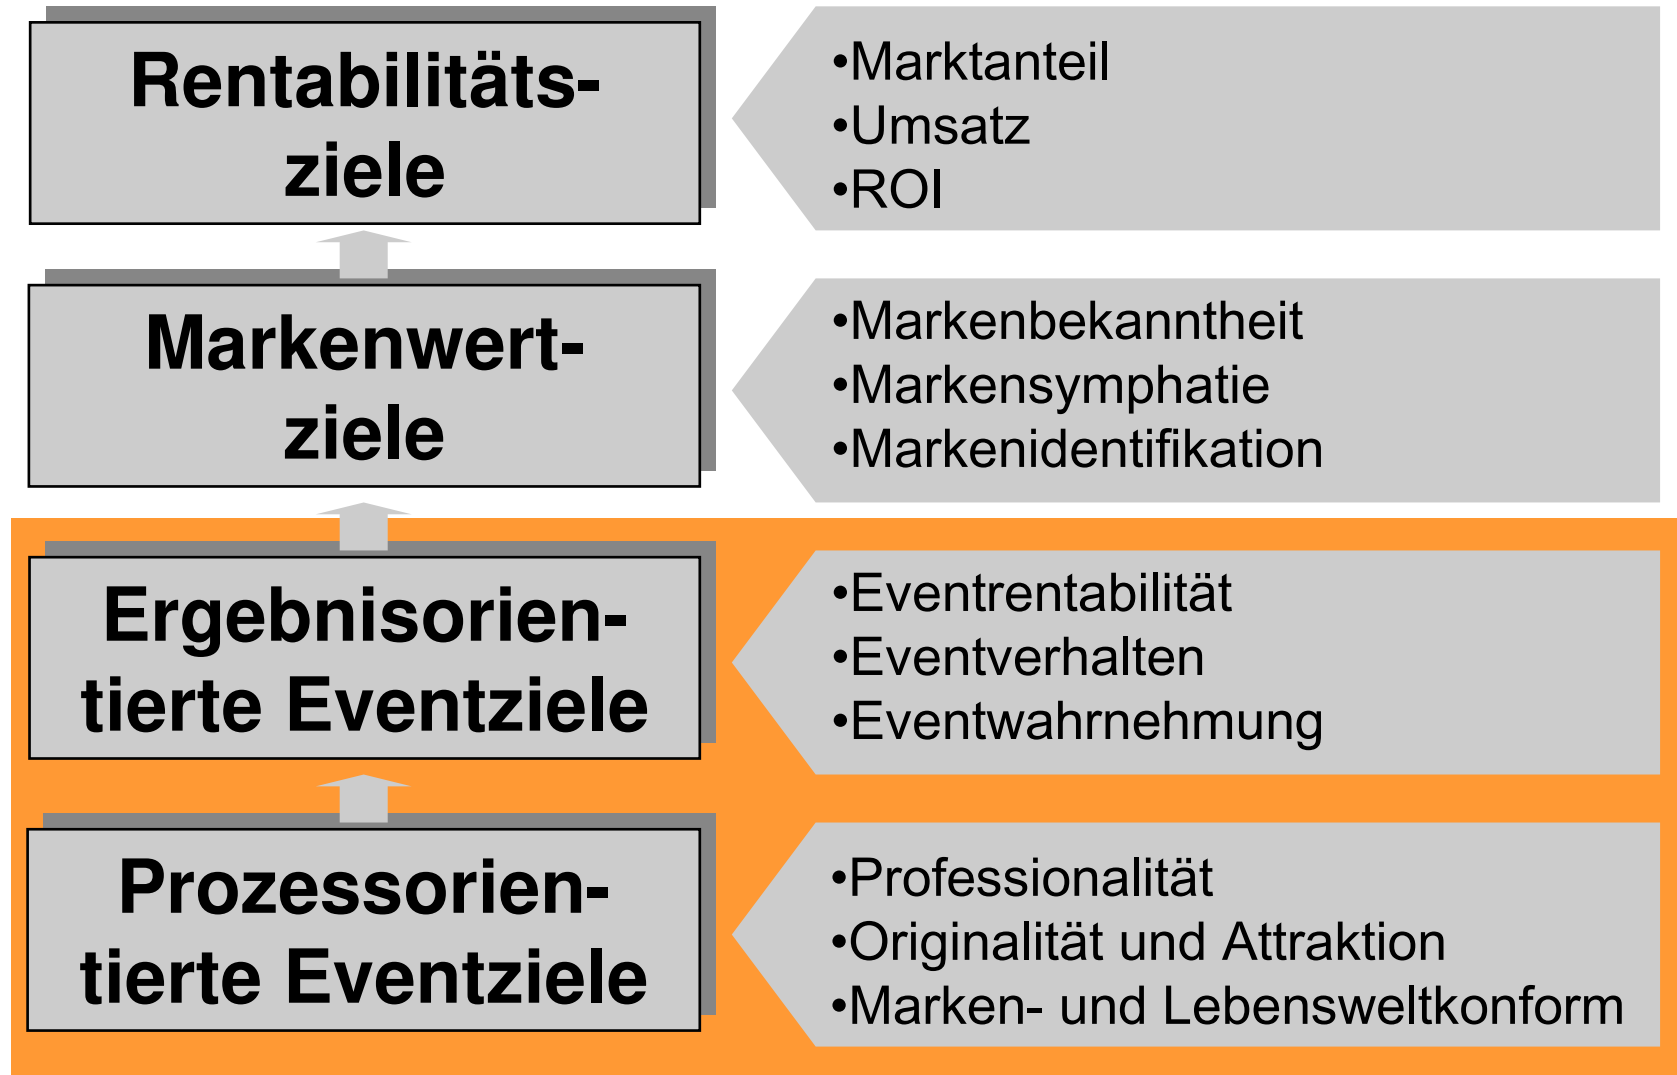 Rentabilitäts-
ziele
•Marktanteil
•Umsatz
•ROI
Markenwert-
ziele
•Markenbekanntheit
•Markensymphatie
•Markenidentifikation
Ergebnisorien-
tierte Eventziele
•Eventrentabilität
•Eventverhalten
•Eventwahrnehmung
Prozessorien-
tierte Eventziele
•Professionalität
•Originalität und Attraktion
•Marken- und Lebensweltkonform